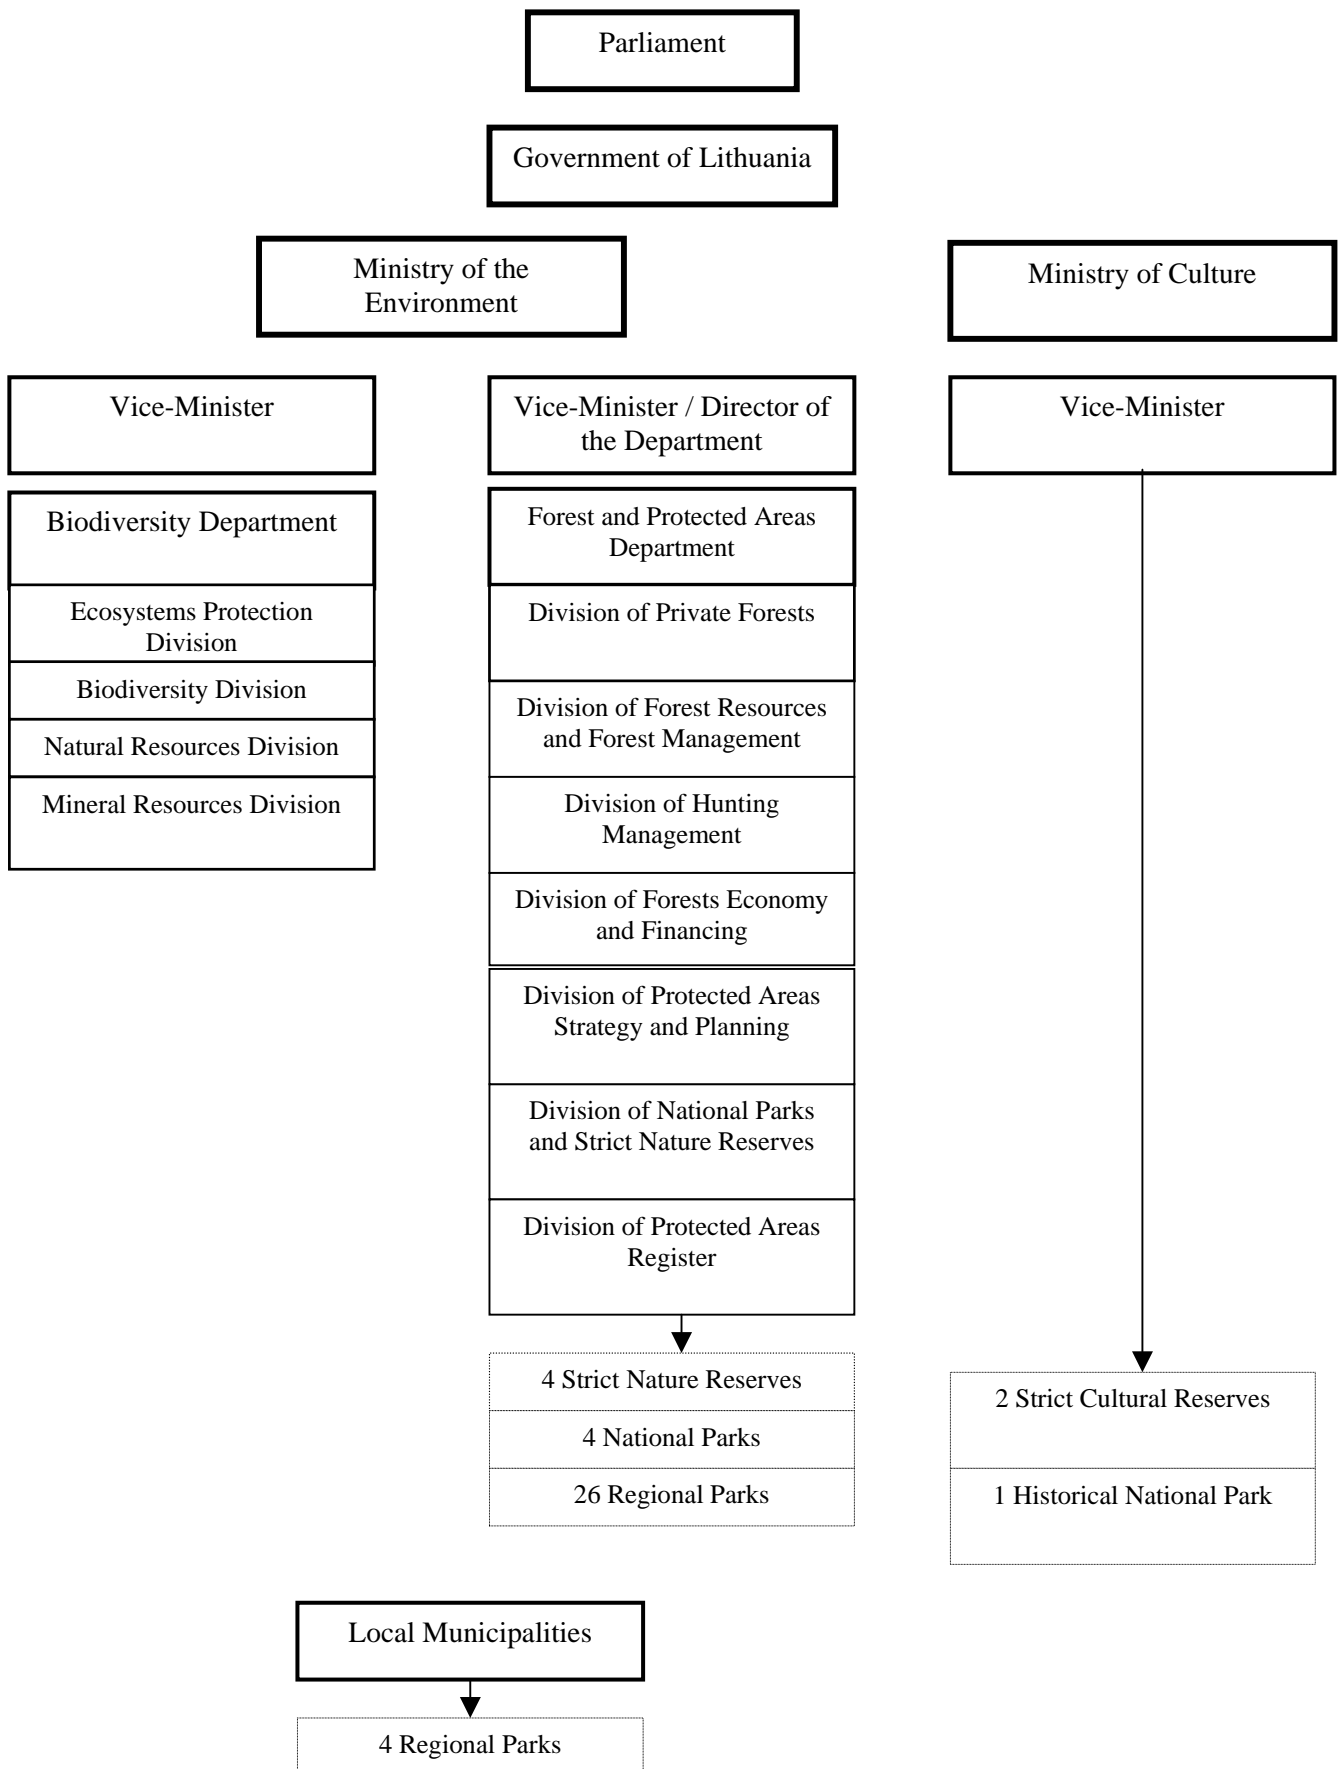 Parliament
Government of Lithuania
Ministry of the
Environment
Ministry of Culture
Vice-Minister
Vice-Minister / Director of
the Department
Vice-Minister
Biodiversity Department
Ecosystems Protection
Division
Biodiversity Division
Natural Resources Division
Mineral Resources Division
Forest and Protected Areas
Department
Division of Private Forests
Division of Forest Resources
and Forest Management
Division of Hunting
Management
Division of Forests Economy
and Financing
Division of Protected Areas
Strategy and Planning
Division of National Parks
and Strict Nature Reserves
Division of Protected Areas
Register
4 Strict Nature Reserves
4 National Parks
26 Regional Parks
2 Strict Cultural Reserves
1 Historical National Park
Local Municipalities
4 Regional Parks